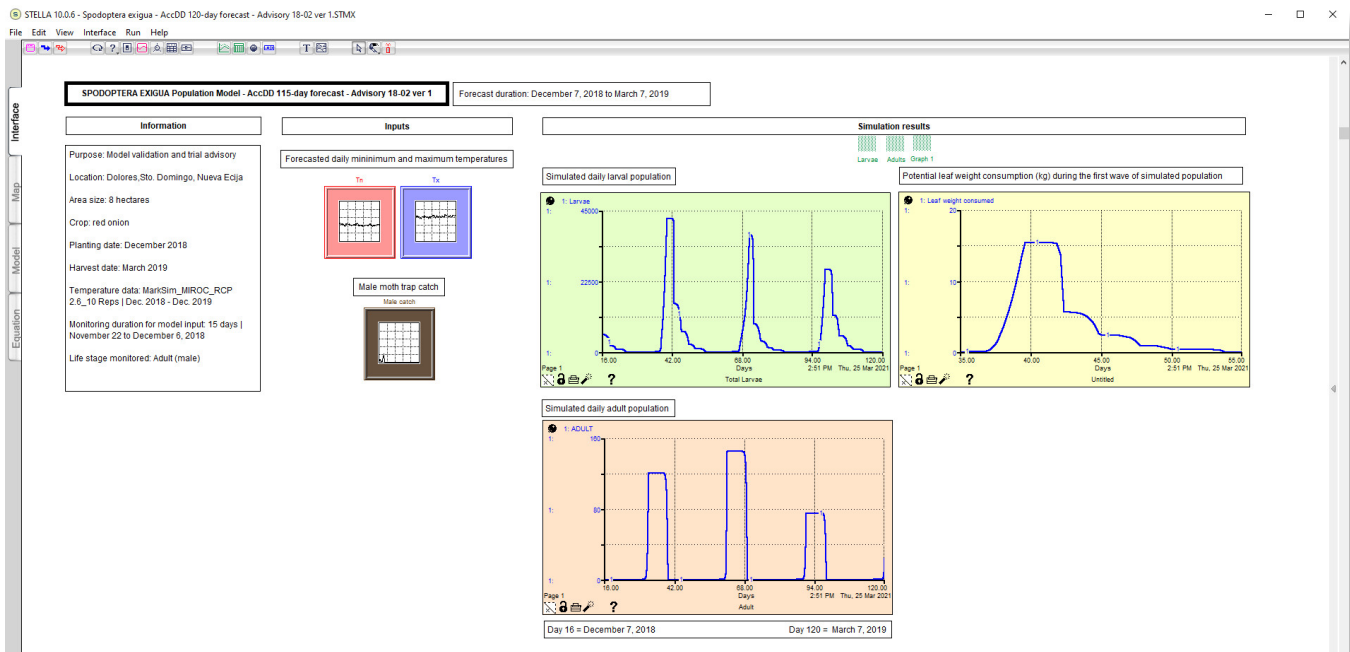 STELLA 10.0.6 - Spodoptera exigua - AccDD 120-day forecast - Advisory 18-02 ver 1.STMX
File Edit View Interface Run Help
Interface
Map
Model
Equation
SPODOPTERA EXIGUA Population Model - AccDD 115-day forecast - Advisory 18-02 ver 1
Forecast duration: December 7, 2018 to March 7, 2019
Information
Purpose: Model validation and trial advisory
Location: Dolores,Sto. Domingo, Nueva Ecija
Area size: 8 hectares
Crop: red onion
Planting date: December 2018
Harvest date: March 2019
Temperature data: MarkSim_MIROC_RCP
2.6_10 Reps | Dec. 2018 - Dec. 2019
Monitoring duration for model input: 15 days |
November 22 to December 6, 2018
Life stage monitored: Adult (male)
Inputs
Forecasted daily mininimum and maximum temperatures
Tn Tx
Male moth trap catch
Male catch
Simulation results
Larvae Adults Graph 1
Simulated daily larval population
1: Larvae
1: 45000
1: 22500
1: 0
16.00 42.00 68.00 94.00 120.00
Page 1 Days 2:51 PM Thu, 25 Mar 2021
Total Larvae
?
Potential leaf weight consumption (kg) during the first wave of simulated population
1: Leaf weight consumed
1: 20
1: 10
1: 0
35.00 40.00 45.00 50.00 55.00
Page 1 Days 2:51 PM Thu, 25 Mar 2021
Untitled
?
Simulated daily adult population
1: ADULT
1: 160
1: 80
1: 0
16.00 42.00 68.00 94.00 120.00
Page 1 Days 2:51 PM Thu, 25 Mar 2021
Adult
?
Day 16 = December 7, 2018 Day 120 = March 7, 2019